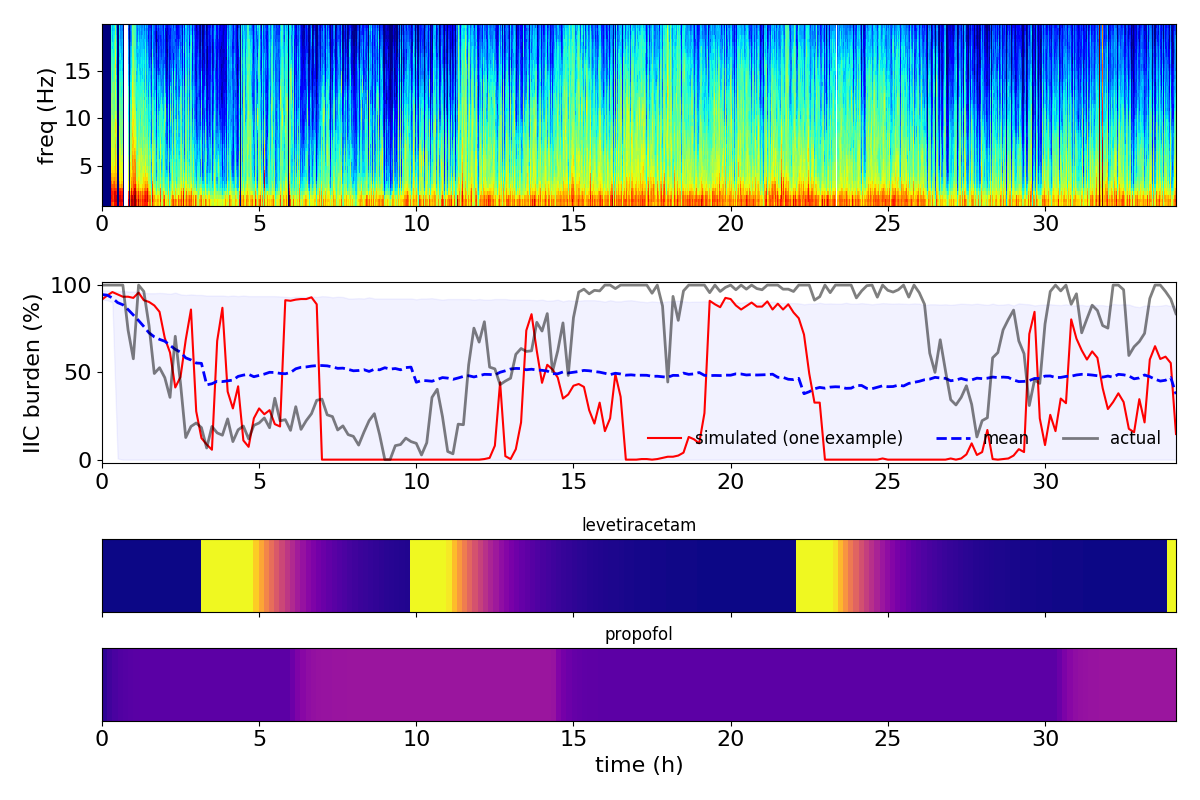 freq (Hz)
15
10
5
0 5 10 15 20 25 30
IIC burden (%)
100
50
0
simulated (one example) mean actual
0 5 10 15 20 25 30
levetiracetam
propofol
0 5 10 15 20 25 30
time (h)